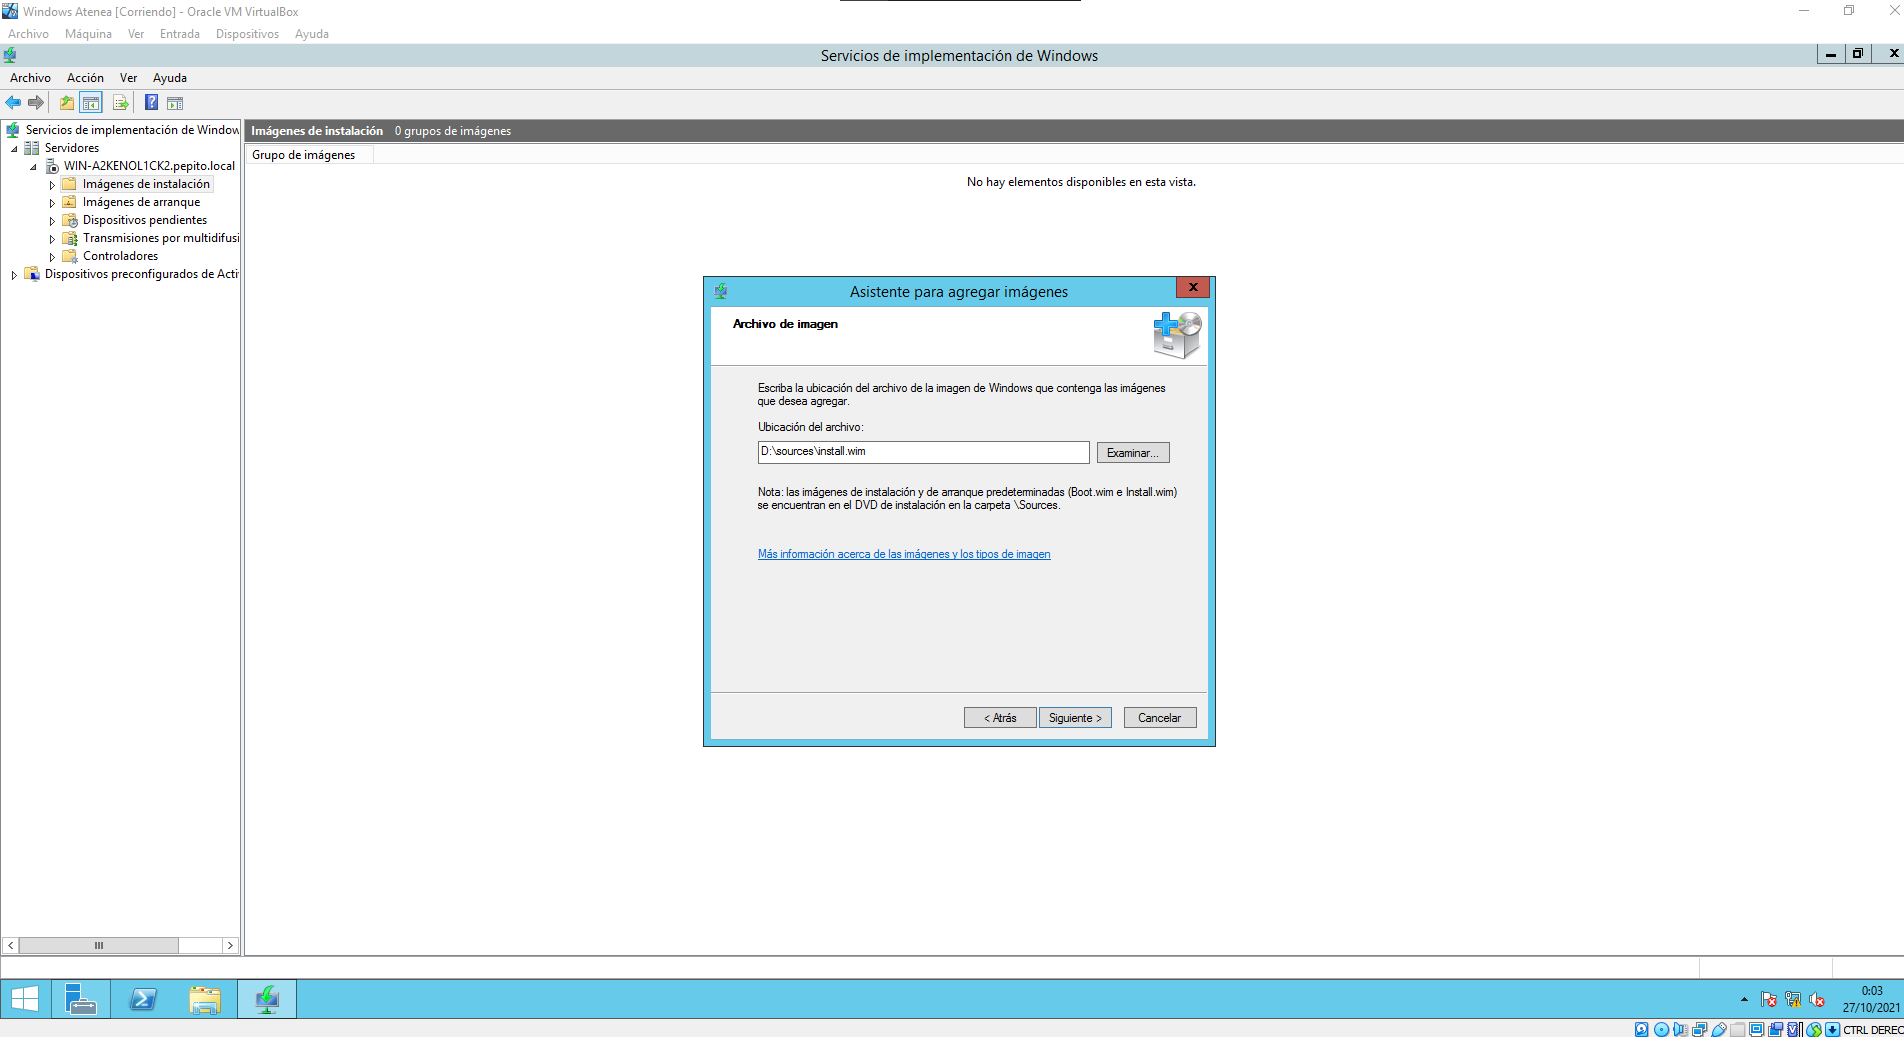 Windows Atenea [Corriendo] - Oracle VM VirtualBox
Archivo Máquina Ver Entrada Dispositivos Ayuda
Servicios de implementación de Windows
Archivo Acción Ver Ayuda
Servicios de implementación de Window
Servidores
WIN-A2KENOL1CK2.pepito.local
Imágenes de instalación
Imágenes de arranque
Dispositivos pendientes
Transmisiones por multidifusi
Controladores
Dispositivos preconfigurados de Acti
Imágenes de instalación 0 grupos de imágenes
Grupo de imágenes
No hay elementos disponibles en esta vista.
Asistente para agregar imágenes
Archivo de imagen
Escriba la ubicación del archivo de la imagen de Windows que contenga las imágenes
que desea agregar.
Ubicación del archivo:
D:\sources\install.wim
Examinar...
Nota: las imágenes de instalación y de arranque predeterminadas (Boot.wim e Install.wim)
se encuentran en el DVD de instalación en la carpeta \Sources.
Más información acerca de las imágenes y los tipos de imagen
< Atrás Siguiente > Cancelar
0:03
27/10/2021
CTRL DEREC